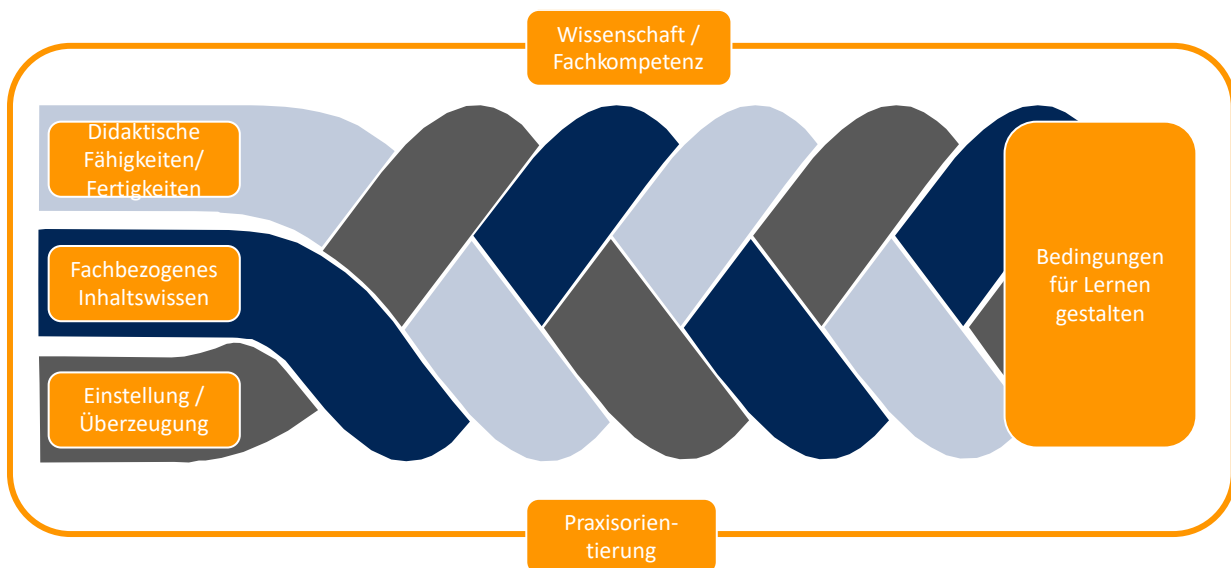 Wissenschaft /
Fachkompetenz
Didaktische
Fähigkeiten/
Fertigkeiten
Fachbezogenes
Inhaltswissen
Einstellung /
Überzeugung
Bedingungen
für Lernen
gestalten
Praxisorien-
tierung